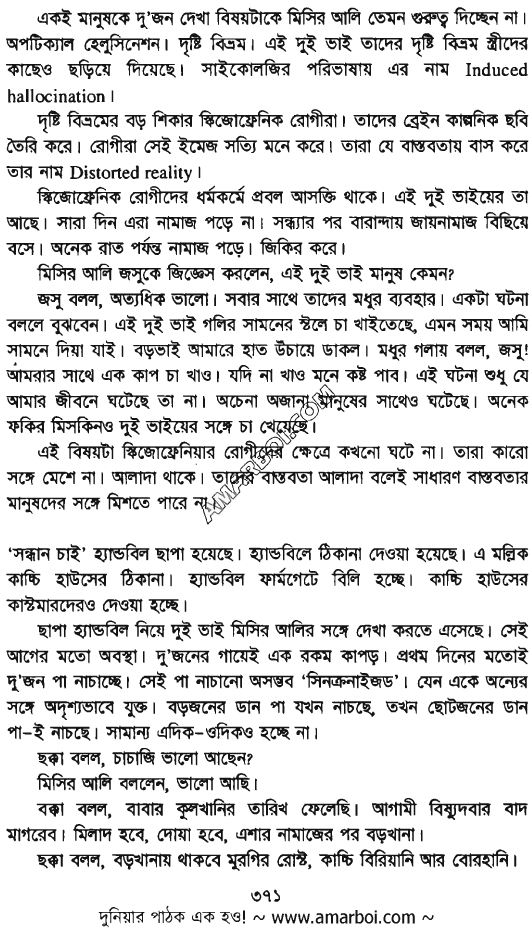 একই মানুষকে দু'জন দেখা বিষয়টাকে মিসির আলি তেমন গুরুত্ব দিচ্ছেন না।
অপটিক্যাল হেলুসিনেশন। দৃষ্টি বিভ্রম। এই দুই ভাই তাদের দৃষ্টি বিভ্রম স্ত্রীদের
কাছেও ছড়িয়ে দিয়েছে। সাইকোলজির পরিভাষায় এর নাম Induced
hallocination।
দৃষ্টি বিভ্রমের বড় শিকার স্কিজোফ্রেনিক রোগীরা। তাদের ব্রেইন কাল্পনিক ছবি
তৈরি করে। রোগীরা সেই ইমেজ সত্যি মনে করে। তারা যে বাস্তবতায় বাস করে
তার নাম Distorted reality।
স্কিজোফ্রেনিক রোগীদের ধর্মকর্মে প্রবল আসক্তি থাকে। এই দুই ভাইয়ের তা
আছে। সারা দিন এরা নামাজ পড়ে না। সন্ধ্যার পর বারান্দায় জায়নামাজ বিছিয়ে
বসে। অনেক রাত পর্যন্ত নামাজ পড়ে। জিকির করে।
মিসির আলি জসুকে জিজ্ঞেস করলেন, এই দুই ভাই মানুষ কেমন?
জসু বলল, অত্যধিক ভালো। সবার সাথে তাদের মধুর ব্যবহার। একটা ঘটনা
বললে বুঝবেন। এই দুই ভাই গলির সামনের স্টলে চা খাইতেছে, এমন সময় আমি
সামনে দিয়া যাই। বড়ভাই আমারে হাত উঁচায়ে ডাকল। মধুর গলায় বলল, জসু!
আমরার সাথে এক কাপ চা খাও। যদি না খাও মনে কষ্ট পাব। এই ঘটনা শুধু যে
আমার জীবনে ঘটেছে তা না। অচেনা অজানা মানুষের সাথেও ঘটেছে। অনেক
ফকির মিসকিনও দুই ভাইয়ের সঙ্গে চা খেয়েছে।
এই বিষয়টা স্কিজোফ্রেনিয়ার রোগীদের ক্ষেত্রে কখনো ঘটে না। তারা কারো
সঙ্গে মেশে না। আলাদা থাকে। তাদের বাস্তবতা আলাদা বলেই সাধারণ বাস্তবতার
মানুষদের সঙ্গে মিশতে পারে না।
AMARBOI.COM
'সন্ধান চাই' হ্যান্ডবিল ছাপা হয়েছে। হ্যান্ডবিলে ঠিকানা দেওয়া হয়েছে। এ মল্লিক
কাচ্চি হাউসের ঠিকানা। হ্যান্ডবিল ফার্মগেটে বিলি হচ্ছে। কাচ্চি হাউসের
কাস্টমারদেরও দেওয়া হচ্ছে।
ছাপা হ্যান্ডবিল নিয়ে দুই ভাই মিসির আলির সঙ্গে দেখা করতে এসেছে। সেই
আগের মতো অবস্থা। দু'জনের গায়েই এক রকম কাপড়। প্রথম দিনের মতোই
দু'জন পা নাচাচ্ছে। সেই পা নাচানো অসম্ভব 'সিনক্রনাইজড'। যেন একে অন্যের
সঙ্গে অদৃশ্যভাবে যুক্ত। বড়জনের ডান পা যখন নাচছে, তখন ছোটজনের ডান
পা-ই নাচছে। সামান্য এদিক-ওদিকও হচ্ছে না।
ছক্কা বলল, চাচাজি ভালো আছেন?
মিসির আলি বললেন, ভালো আছি।
বক্কা বলল, বাবার কুলখানির তারিখ ফেলেছি। আগামী বিষ্যুদবার বাদ
মাগরেব। মিলাদ হবে, দোয়া হবে, এশার নামাজের পর বড়খানা।
ছক্কা বলল, বড়খানায় থাকবে মুরগির রোস্ট, কাচ্চি বিরিয়ানি আর বোরহানি।
৩৭১
দুনিয়ার পাঠক এক হও! ~ www.amarboi.com ~